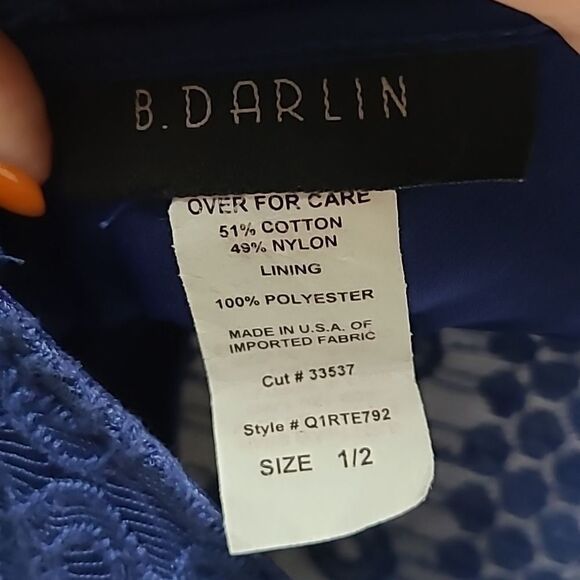 B. DARLIN
OVER FOR CARE
51% COTTON
49% NYLON
LINING
100% POLYESTER
MADE IN U.S.A. OF
IMPORTED FABRIC
Cut # 33537
Style # Q1RTE792
SIZE 1/2